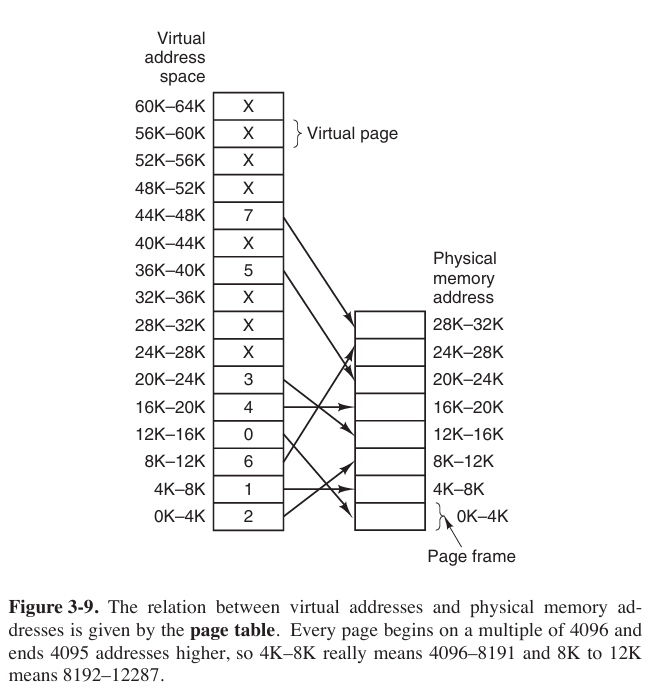 Virtual
address
space
60K–64K X
56K–60K X Virtual page
52K–56K X
48K–52K X
44K–48K 7
40K–44K X
36K–40K 5
32K–36K X
28K–32K X
24K–28K X
20K–24K 3
16K–20K 4
12K–16K 0
8K–12K 6
4K–8K 1
0K–4K 2
Physical
memory
address
28K–32K
24K–28K
20K–24K
16K–20K
12K–16K
8K–12K
4K–8K
0K–4K
Page frame
Figure 3-9. The relation between virtual addresses and physical memory ad-
dresses is given by the page table. Every page begins on a multiple of 4096 and
ends 4095 addresses higher, so 4K–8K really means 4096–8191 and 8K to 12K
means 8192–12287.